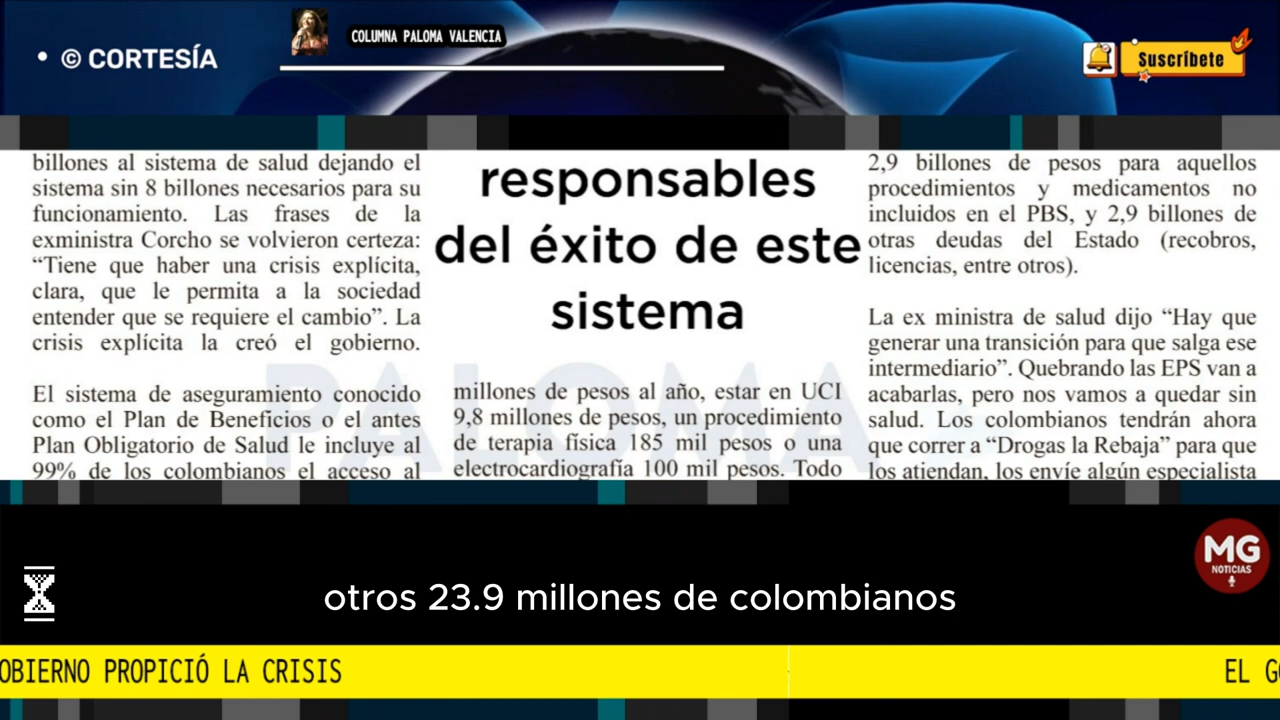 • © CORTESÍA
COLUMNA PALOMA VALENCIA
Suscríbete
billones al sistema de salud dejando el
sistema sin 8 billones necesarios para su
funcionamiento. Las frases de la
exministra Corcho se volvieron certeza:
“Tiene que haber una crisis explícita,
clara, que le permita a la sociedad
entender que se requiere el cambio”. La
crisis explícita la creó el gobierno.
El sistema de aseguramiento conocido
como el Plan de Beneficios o el antes
Plan Obligatorio de Salud le incluye al
99% de los colombianos el acceso al
responsables
del éxito de este
sistema
millones de pesos al año, estar en UCI
9,8 millones de pesos, un procedimiento
de terapia física 185 mil pesos o una
electrocardiografía 100 mil pesos. Todo
2,9 billones de pesos para aquellos
procedimientos y medicamentos no
incluidos en el PBS, y 2,9 billones de
otras deudas del Estado (recobros,
licencias, entre otros).
La ex ministra de salud dijo “Hay que
generar una transición para que salga ese
intermediario”. Quebrando las EPS van a
acabarlas, pero nos vamos a quedar sin
salud. Los colombianos tendrán ahora
que correr a “Drogas la Rebaja” para que
los atiendan, los envíe algún especialista
PALOMA
MG
NOTICIAS
otros 23.9 millones de colombianos
OBIERNO PROPICIÓ LA CRISIS
EL G